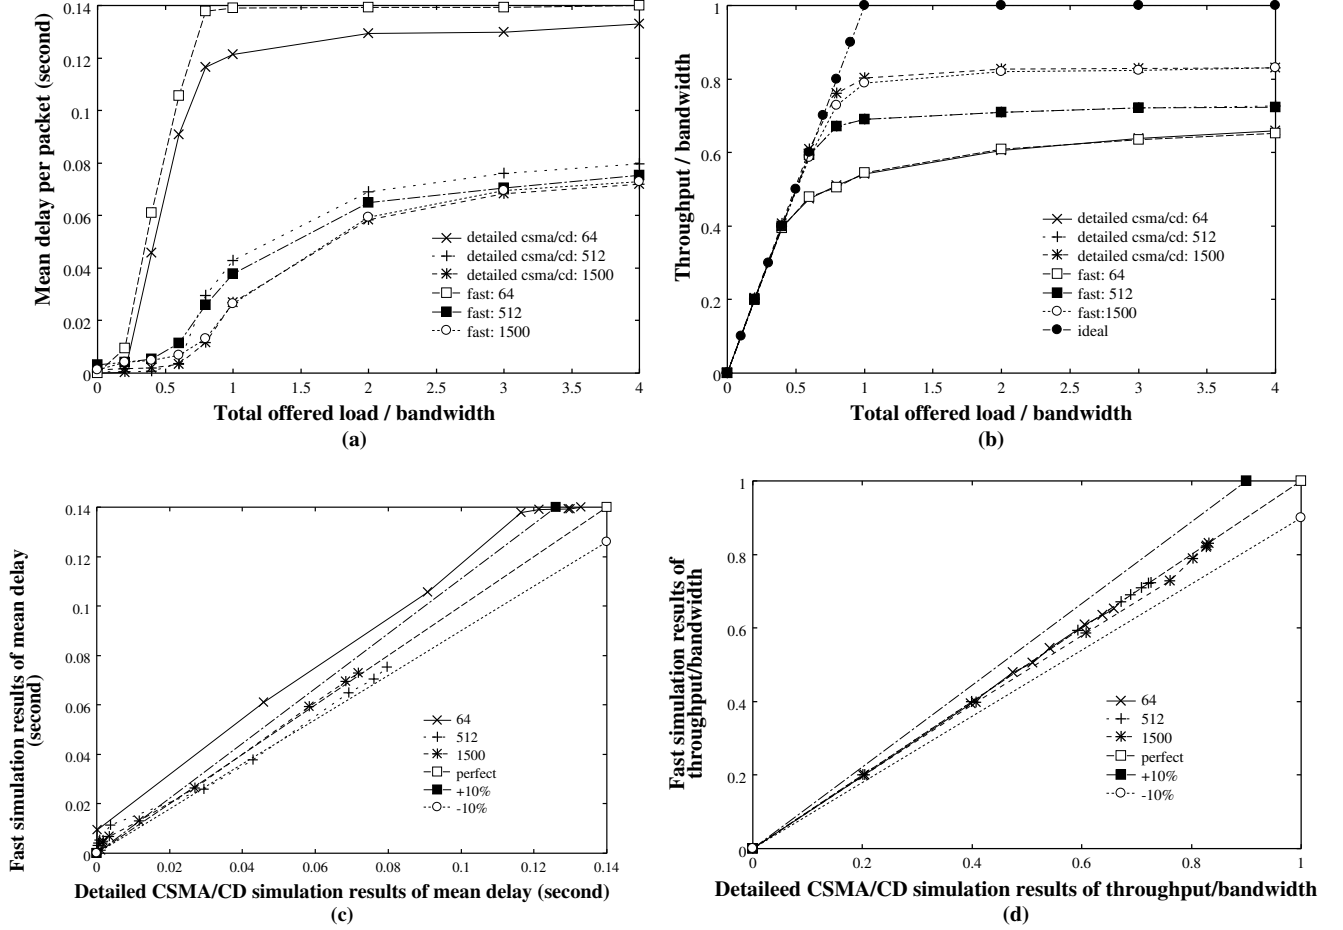 0.14
0.12
0.1
0.08
0.06
0.04
0.02
0
Mean delay per packet (second)
detailed csma/cd: 64
detailed csma/cd: 512
detailed csma/cd: 1500
fast: 64
fast: 512
fast: 1500
0 0.5 1 1.5 2 2.5 3 3.5 4
Total offered load / bandwidth
(a)
1
0.8
0.6
0.4
0.2
0
Throughput / bandwidth
detailed csma/cd: 64
detailed csma/cd: 512
detailed csma/cd: 1500
fast: 64
fast: 512
fast:1500
ideal
0 0.5 1 1.5 2 2.5 3 3.5 4
Total offered load / bandwidth
(b)
0.14
0.12
0.1
0.08
0.06
0.04
0.02
0
Fast simulation results of mean delay
(second)
64
512
1500
perfect
+10%
-10%
0 0.02 0.04 0.06 0.08 0.1 0.12 0.14
Detailed CSMA/CD simulation results of mean delay (second)
(c)
1
0.8
0.6
0.4
0.2
0
Fast simulation results of
throughput/bandwidth
64
512
1500
perfect
+10%
-10%
0 0.2 0.4 0.6 0.8 1
Detaileed CSMA/CD simulation results of throughput/bandwidth
(d)